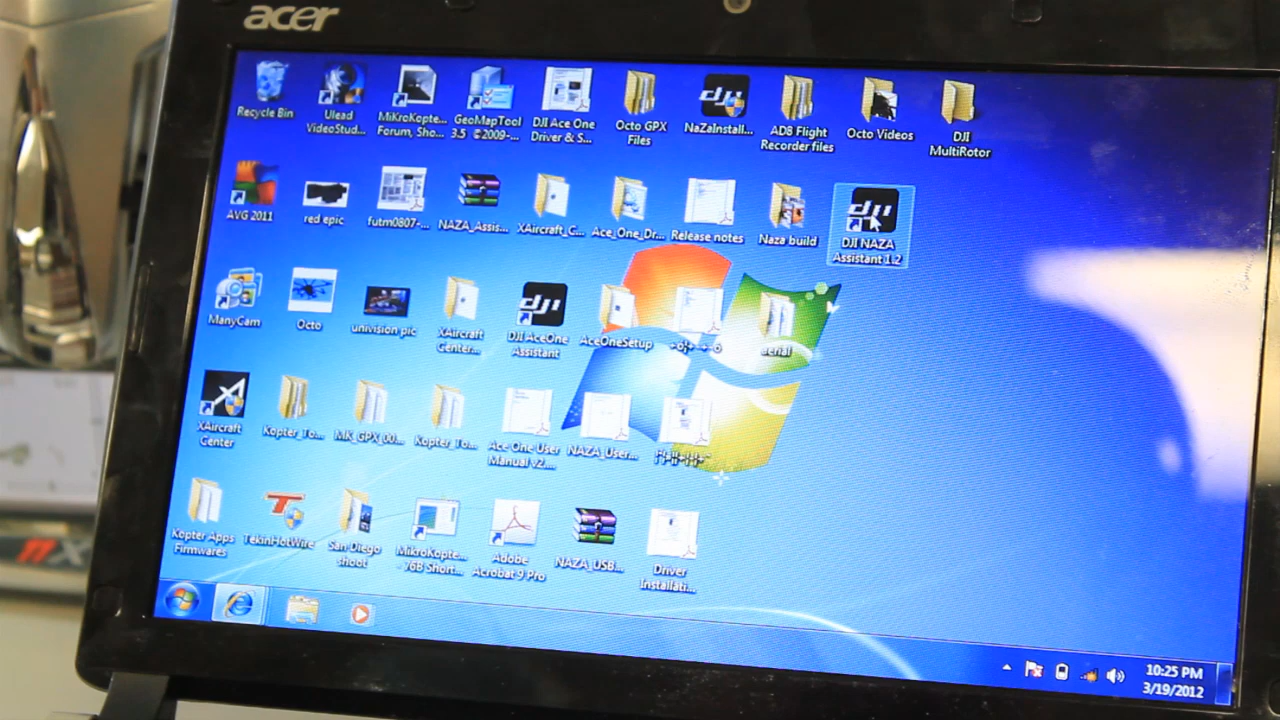 acer
Recycle Bin
Ulead
VideoStud...
MiKroKopte...
Forum, Sho...
GeoMapTool
3.5 ©2009-...
DJI Ace One
Driver & S...
Octo GPX
Files
NaZaInstall...
AD8 Flight
Recorder files
Octo Videos
DJI
MultiRotor
AVG 2011
red epic
futm0807-...
NAZA_Assis...
XAircraft_C...
Ace_One_Dr...
Release notes
Naza build
DJI NAZA
Assistant 1.2
ManyCam
Octo
univision pic
XAircraft
Center...
DJI AceOne
Assistant
AceOneSetup
aerial
XAircraft
Center
Kopter_To...
MK_GPX_00...
Kopter_To...
Ace One User
Manual v2....
NAZA_User...
Kopter Apps
Firmwares
TekinHotWire
San Diego
shoot
MikroKopte...
- 76B Short...
Adobe
Acrobat 9 Pro
NAZA_USB...
Driver
Installati...
10:25 PM
3/19/2012